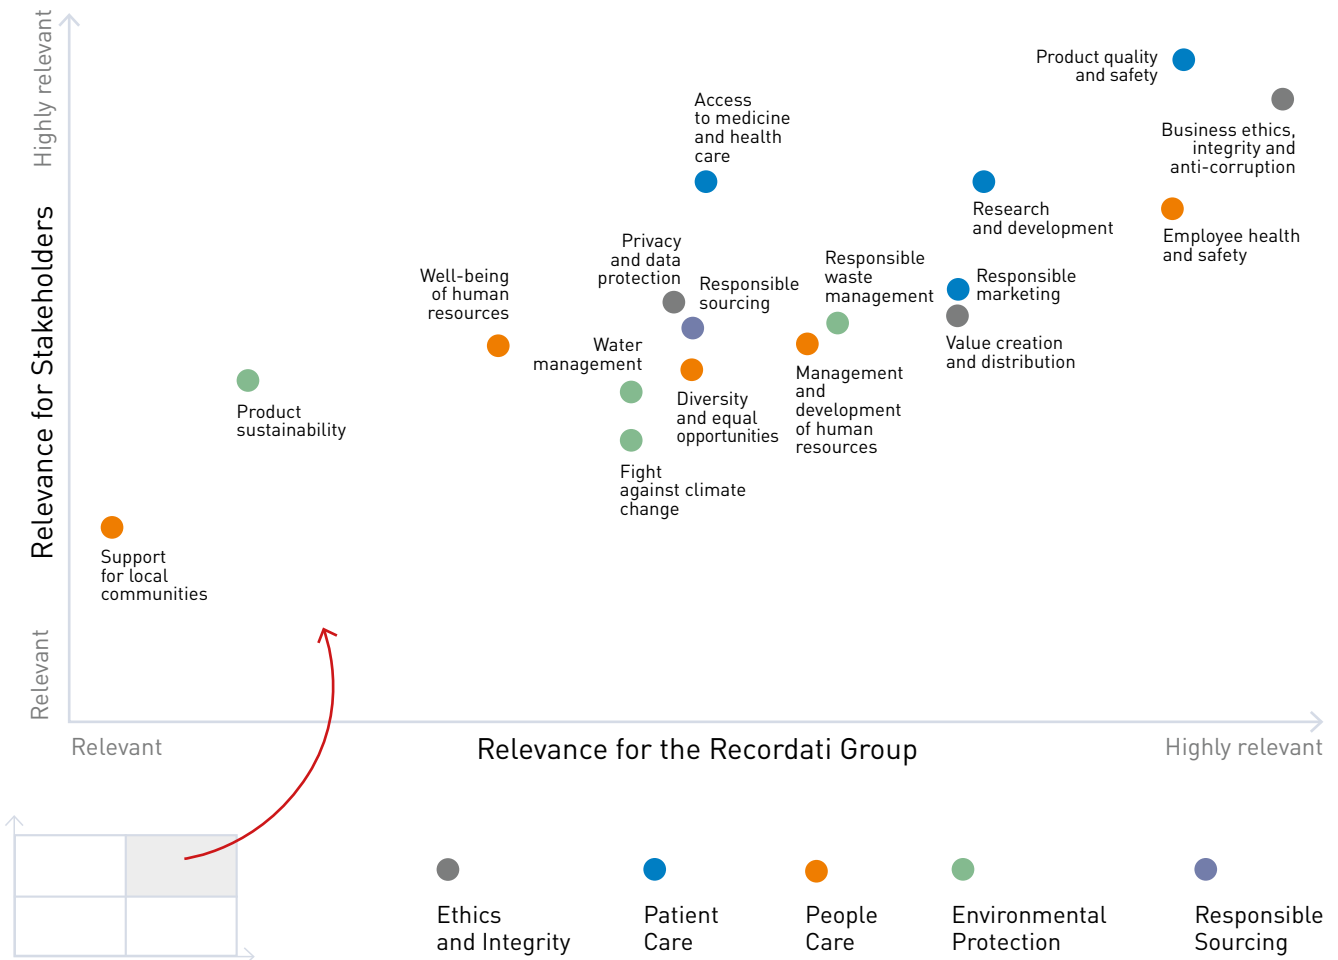 Highly relevant
Relevance for Stakeholders
Relevant
Product quality
and safety
Access
to medicine
and health
care
Business ethics,
integrity and
anti-corruption
Research
and development
Employee health
and safety
Privacy
and data
protection
Responsible
waste
management
Well-being
of human
resources
Responsible
sourcing
Responsible
marketing
Water
management
Value creation
and distribution
Management
and
development
of human
resources
Diversity
and equal
opportunities
Product
sustainability
Fight
against climate
change
Support
for local
communities
Relevant
Relevance for the Recordati Group
Highly relevant
Ethics
and Integrity
Patient
Care
People
Care
Environmental
Protection
Responsible
Sourcing